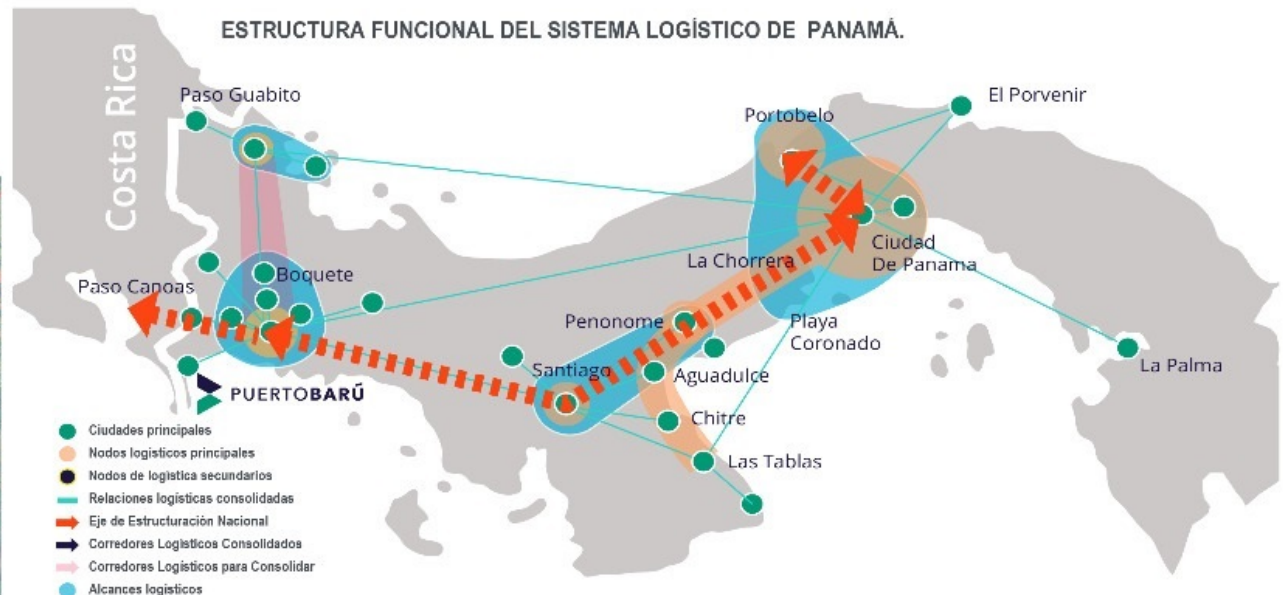 ESTRUCTURA FUNCIONAL DEL SISTEMA LOGÍSTICO DE PANAMÁ.
Costa Rica
Paso Guabito
Portobelo
El Porvenir
Boquete
Paso Canoas
La Chorrera
Ciudad
De Panama
Penonome
Playa
Coronado
Santiago
Aguadulce
La Palma
PUERTOBARÚ
Chitre
Las Tablas
Ciudades principales
Nodos logísticos principales
Nodos de logística secundarios
Relaciones logísticas consolidadas
Eje de Estructuración Nacional
Corredores Logísticos Consolidados
Corredores Logísticos para Consolidar
Alcances logísticos